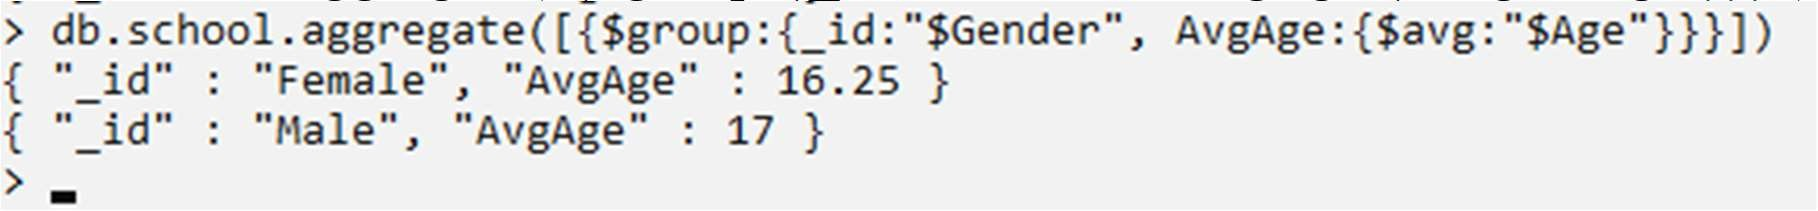 > db.school.aggregate([{$group:{_id:"$Gender", AvgAge:{$avg:"$Age"}}}])
{ "_id" : "Female", "AvgAge" : 16.25 }
{ "_id" : "Male", "AvgAge" : 17 }
>